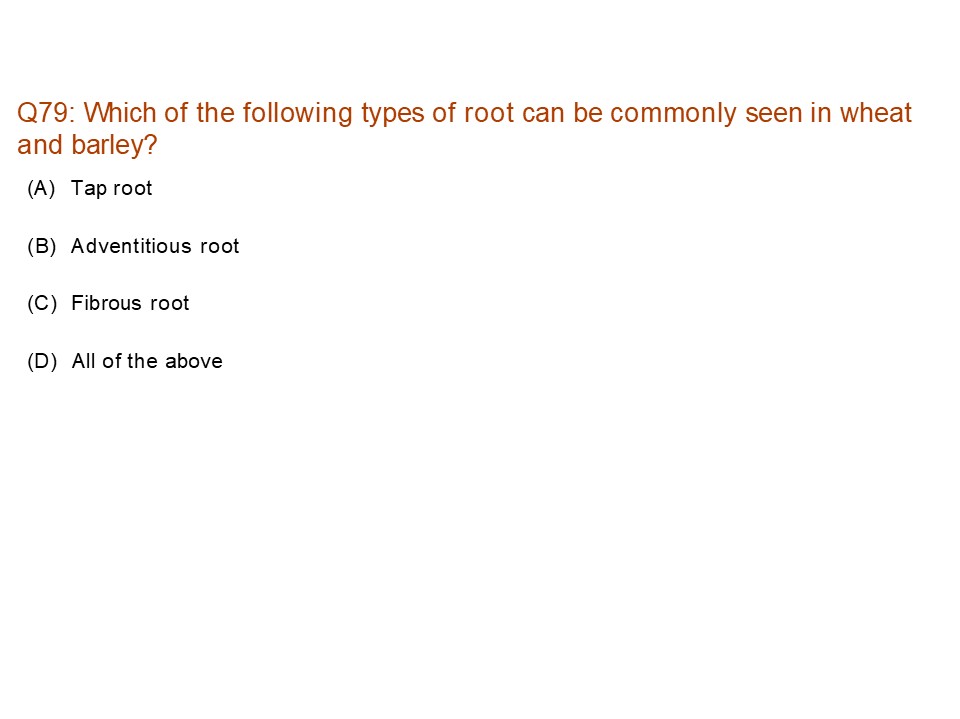 Q79: Which of the following types of root can be commonly seen in wheat
and barley?
(A) Tap root
(B) Adventitious root
(C) Fibrous root
(D) All of the above